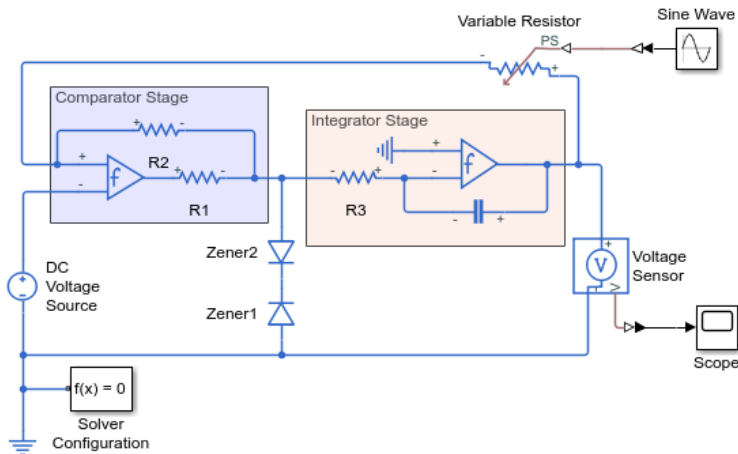 Variable Resistor
Sine Wave
PS
-
+
Comparator Stage
Integrator Stage
+
-
+
+
R2
+
-
-
+
-
+
-
f
f
-
R1
R3
-
+
Zener2
+
DC
Voltage
Source
+
-
V
-
V
Voltage
Sensor
Zener1
f(x) = 0
Scope
Solver
Configuration